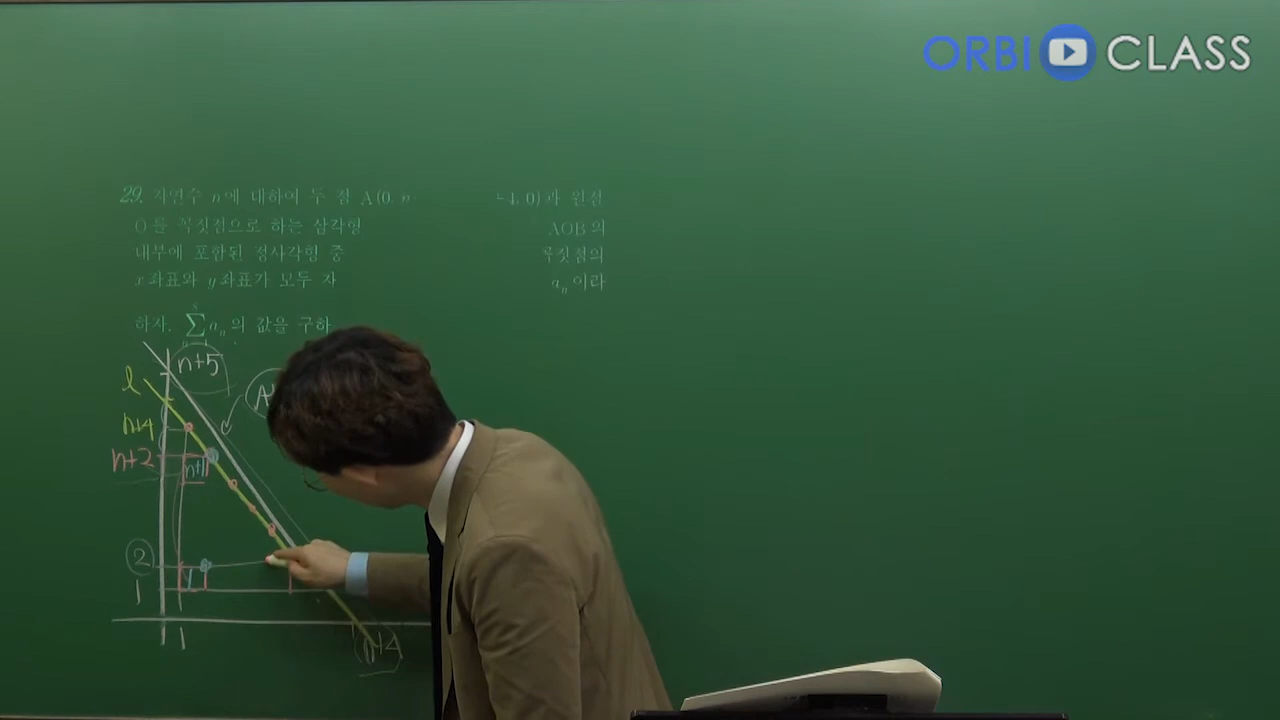 ORBI CLASS
29. 자연수 n에 대하여 두 점 A(0, n
, 0)과 원점
O를 꼭짓점으로 하는 삼각형
AOB의
내부에 포함된 정사각형 중
꼭짓점의
x좌표와 y좌표가 모두 자
aₙ이라
하자. ∑aₙ의 값을 구하
n+5
l
A
n+4
n+2
n+1
2
1
1
n+4